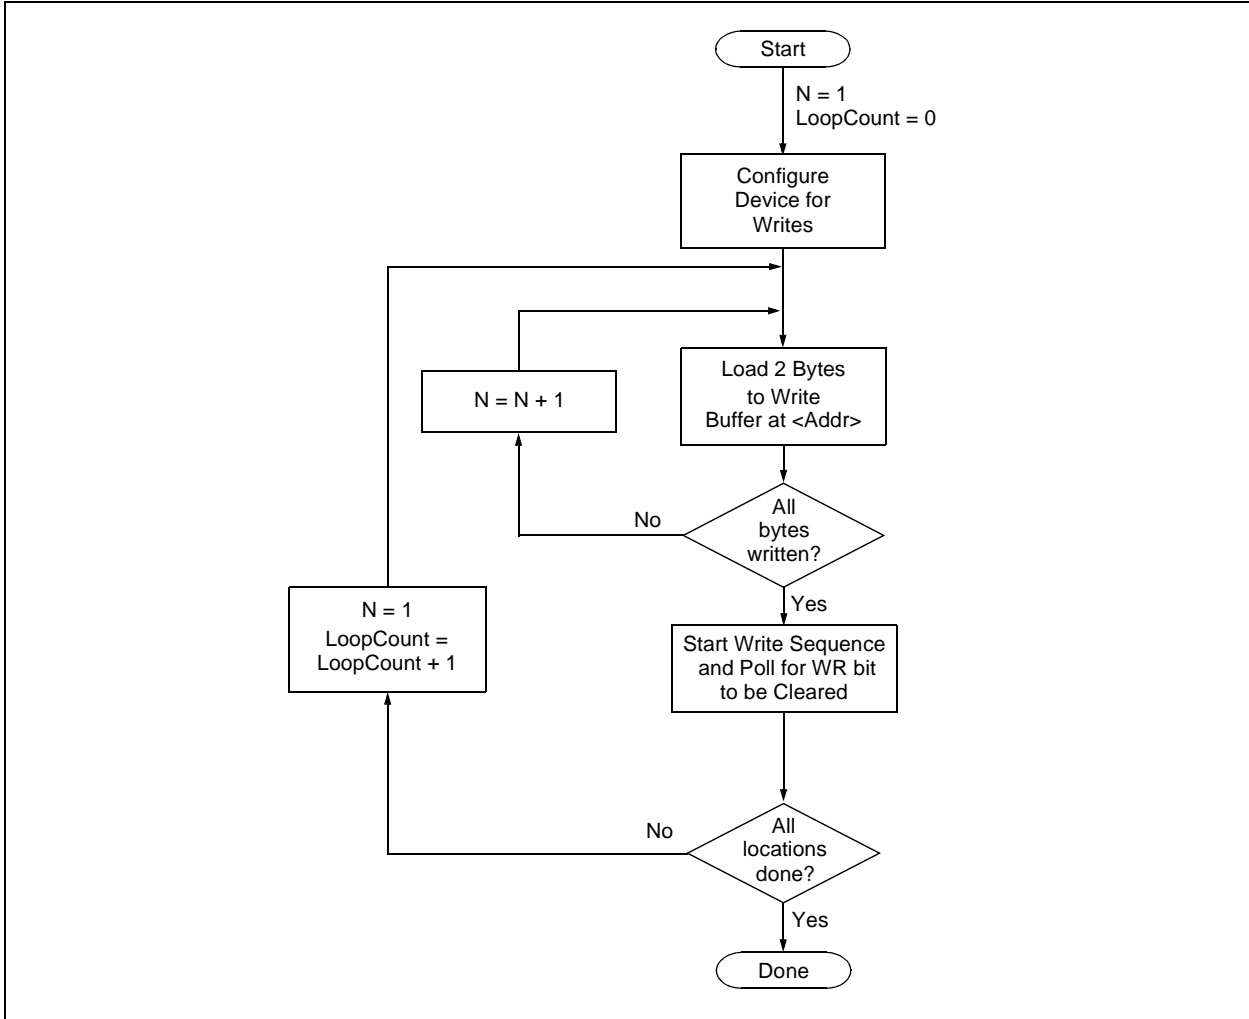 Start
N = 1
LoopCount = 0
Configure
Device for
Writes
Load 2 Bytes
to Write
Buffer at <Addr>
N = N + 1
All
bytes
written?
No
Yes
N = 1
LoopCount =
LoopCount + 1
Start Write Sequence
and Poll for WR bit
to be Cleared
No
All
locations
done?
Yes
Done